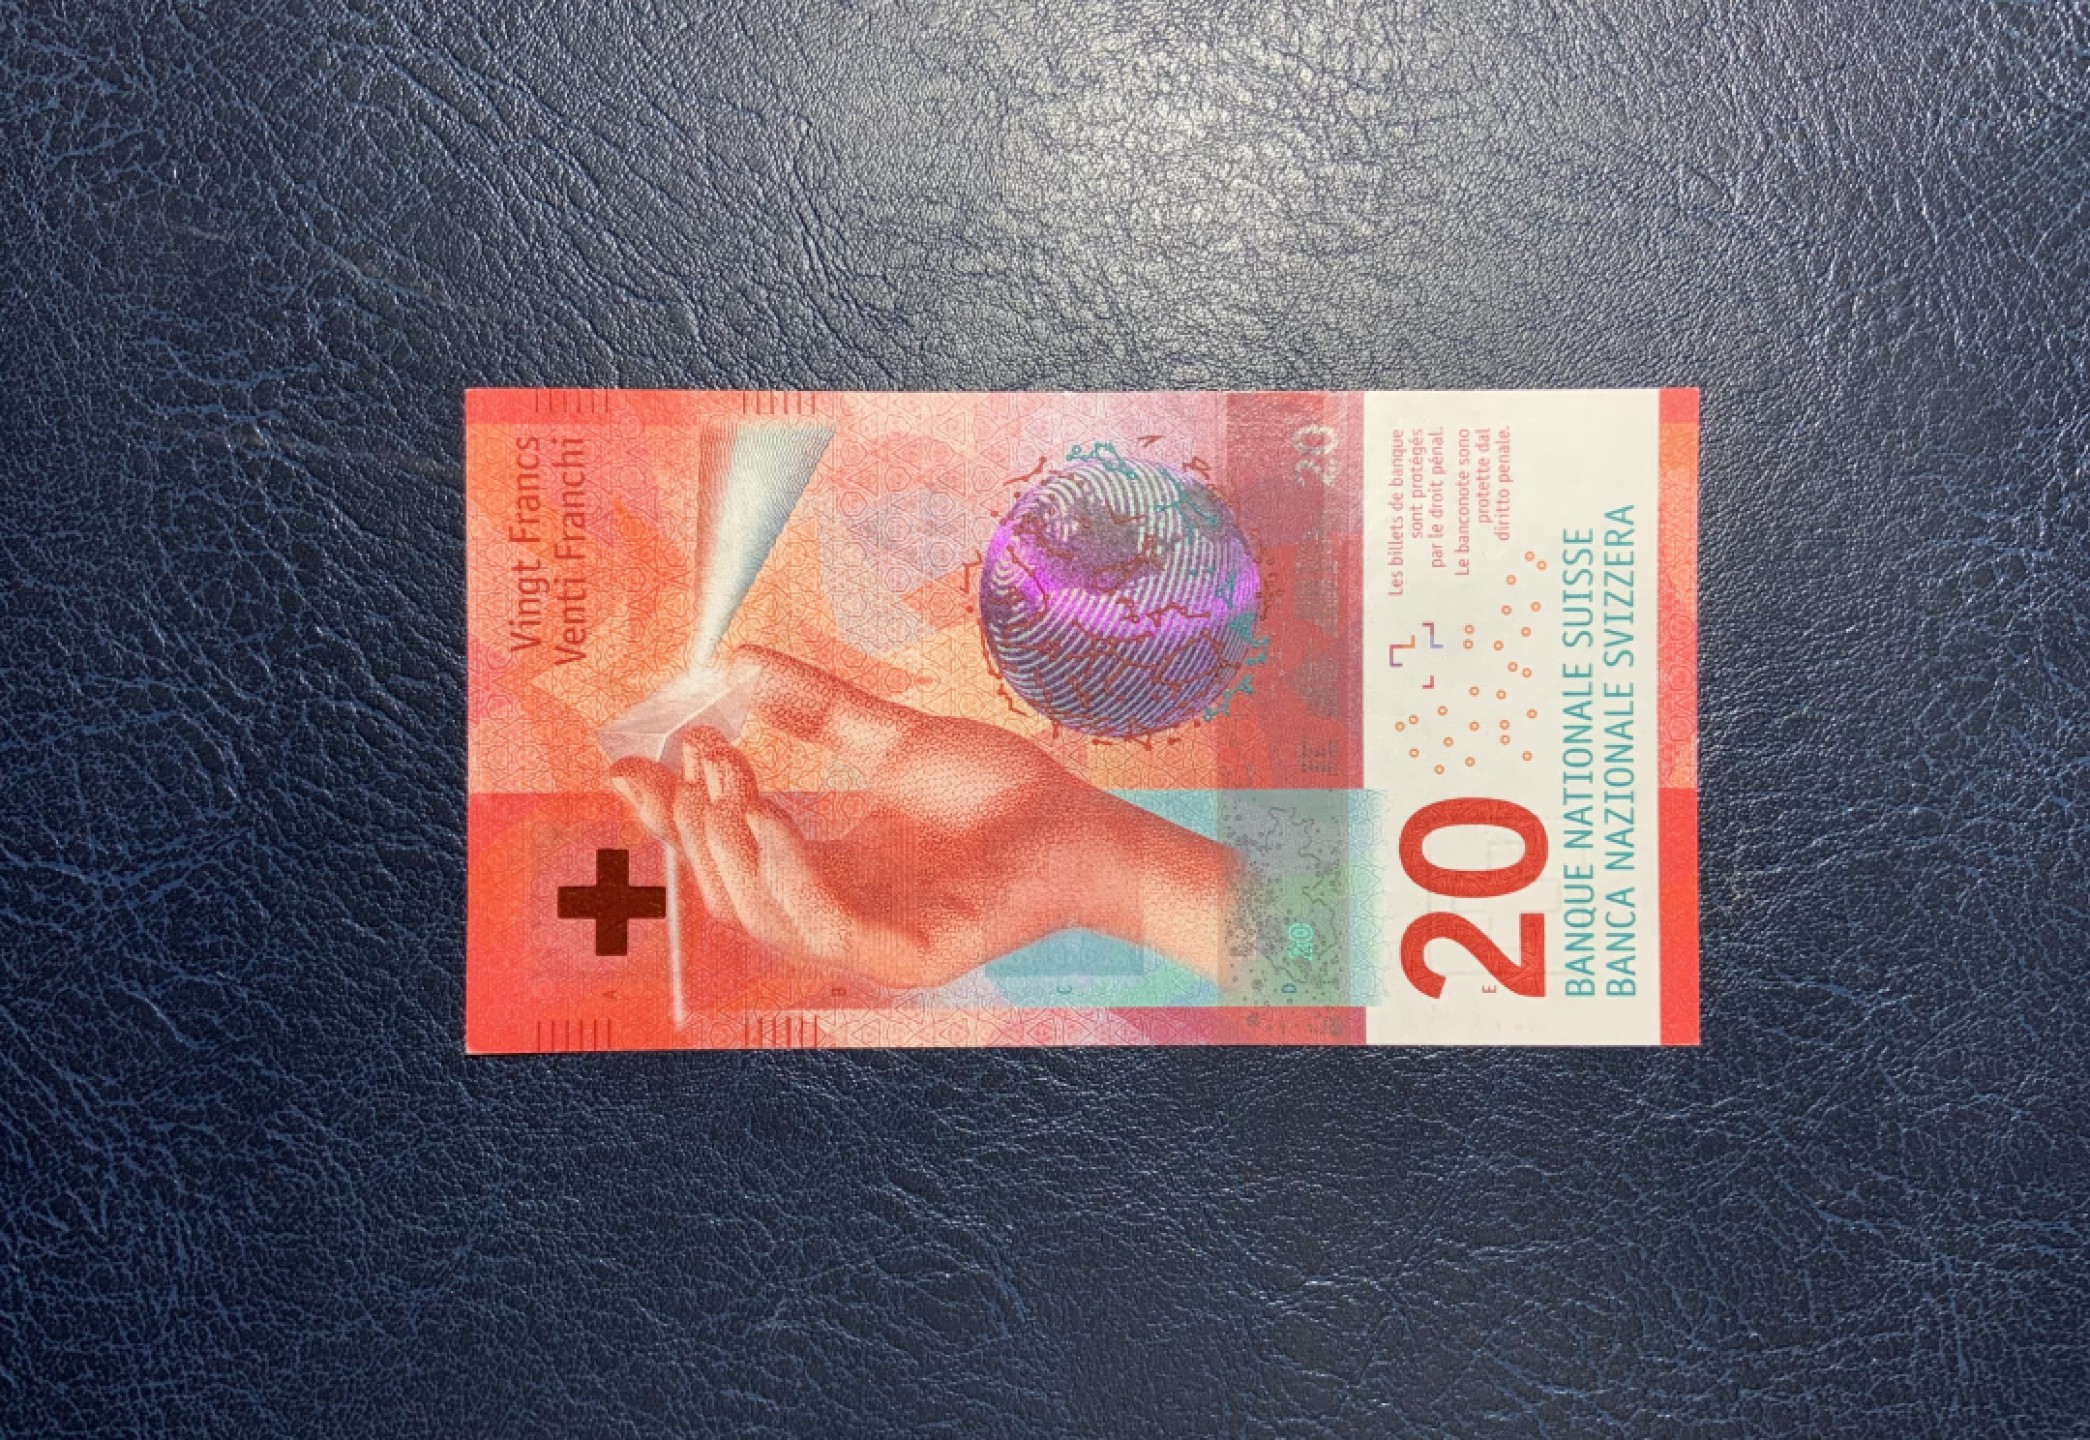 Vingt Francs
Venti Franchi
20
Les billets de banque
sont protégés
par le droit pénal.
Le banconote sono
protette dal
diritto penale.
20
20
BANQUE NATIONALE SUISSE
BANCA NAZIONALE SVIZZERA
A
B
C
D
E